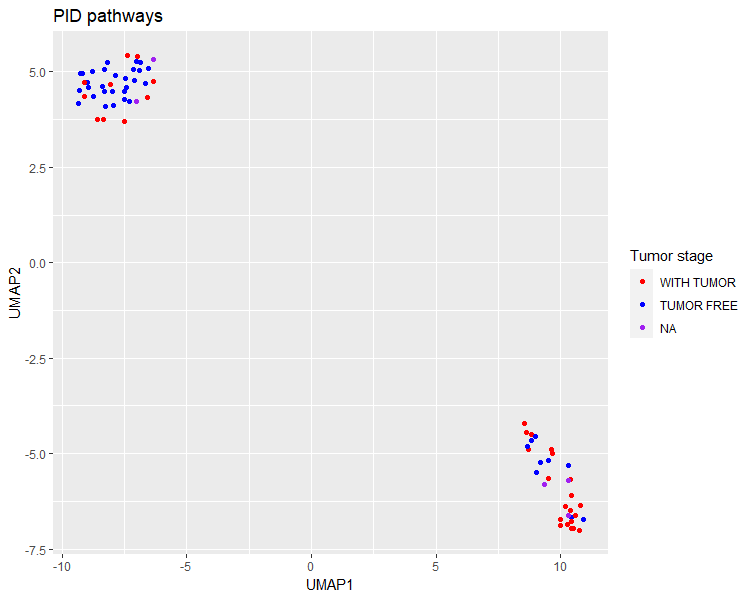 PID pathways
5.0
2.5
0.0
-2.5
-5.0
-7.5
UMAP2
-10
-5
0
5
10
UMAP1
Tumor stage
WITH TUMOR
TUMOR FREE
NA